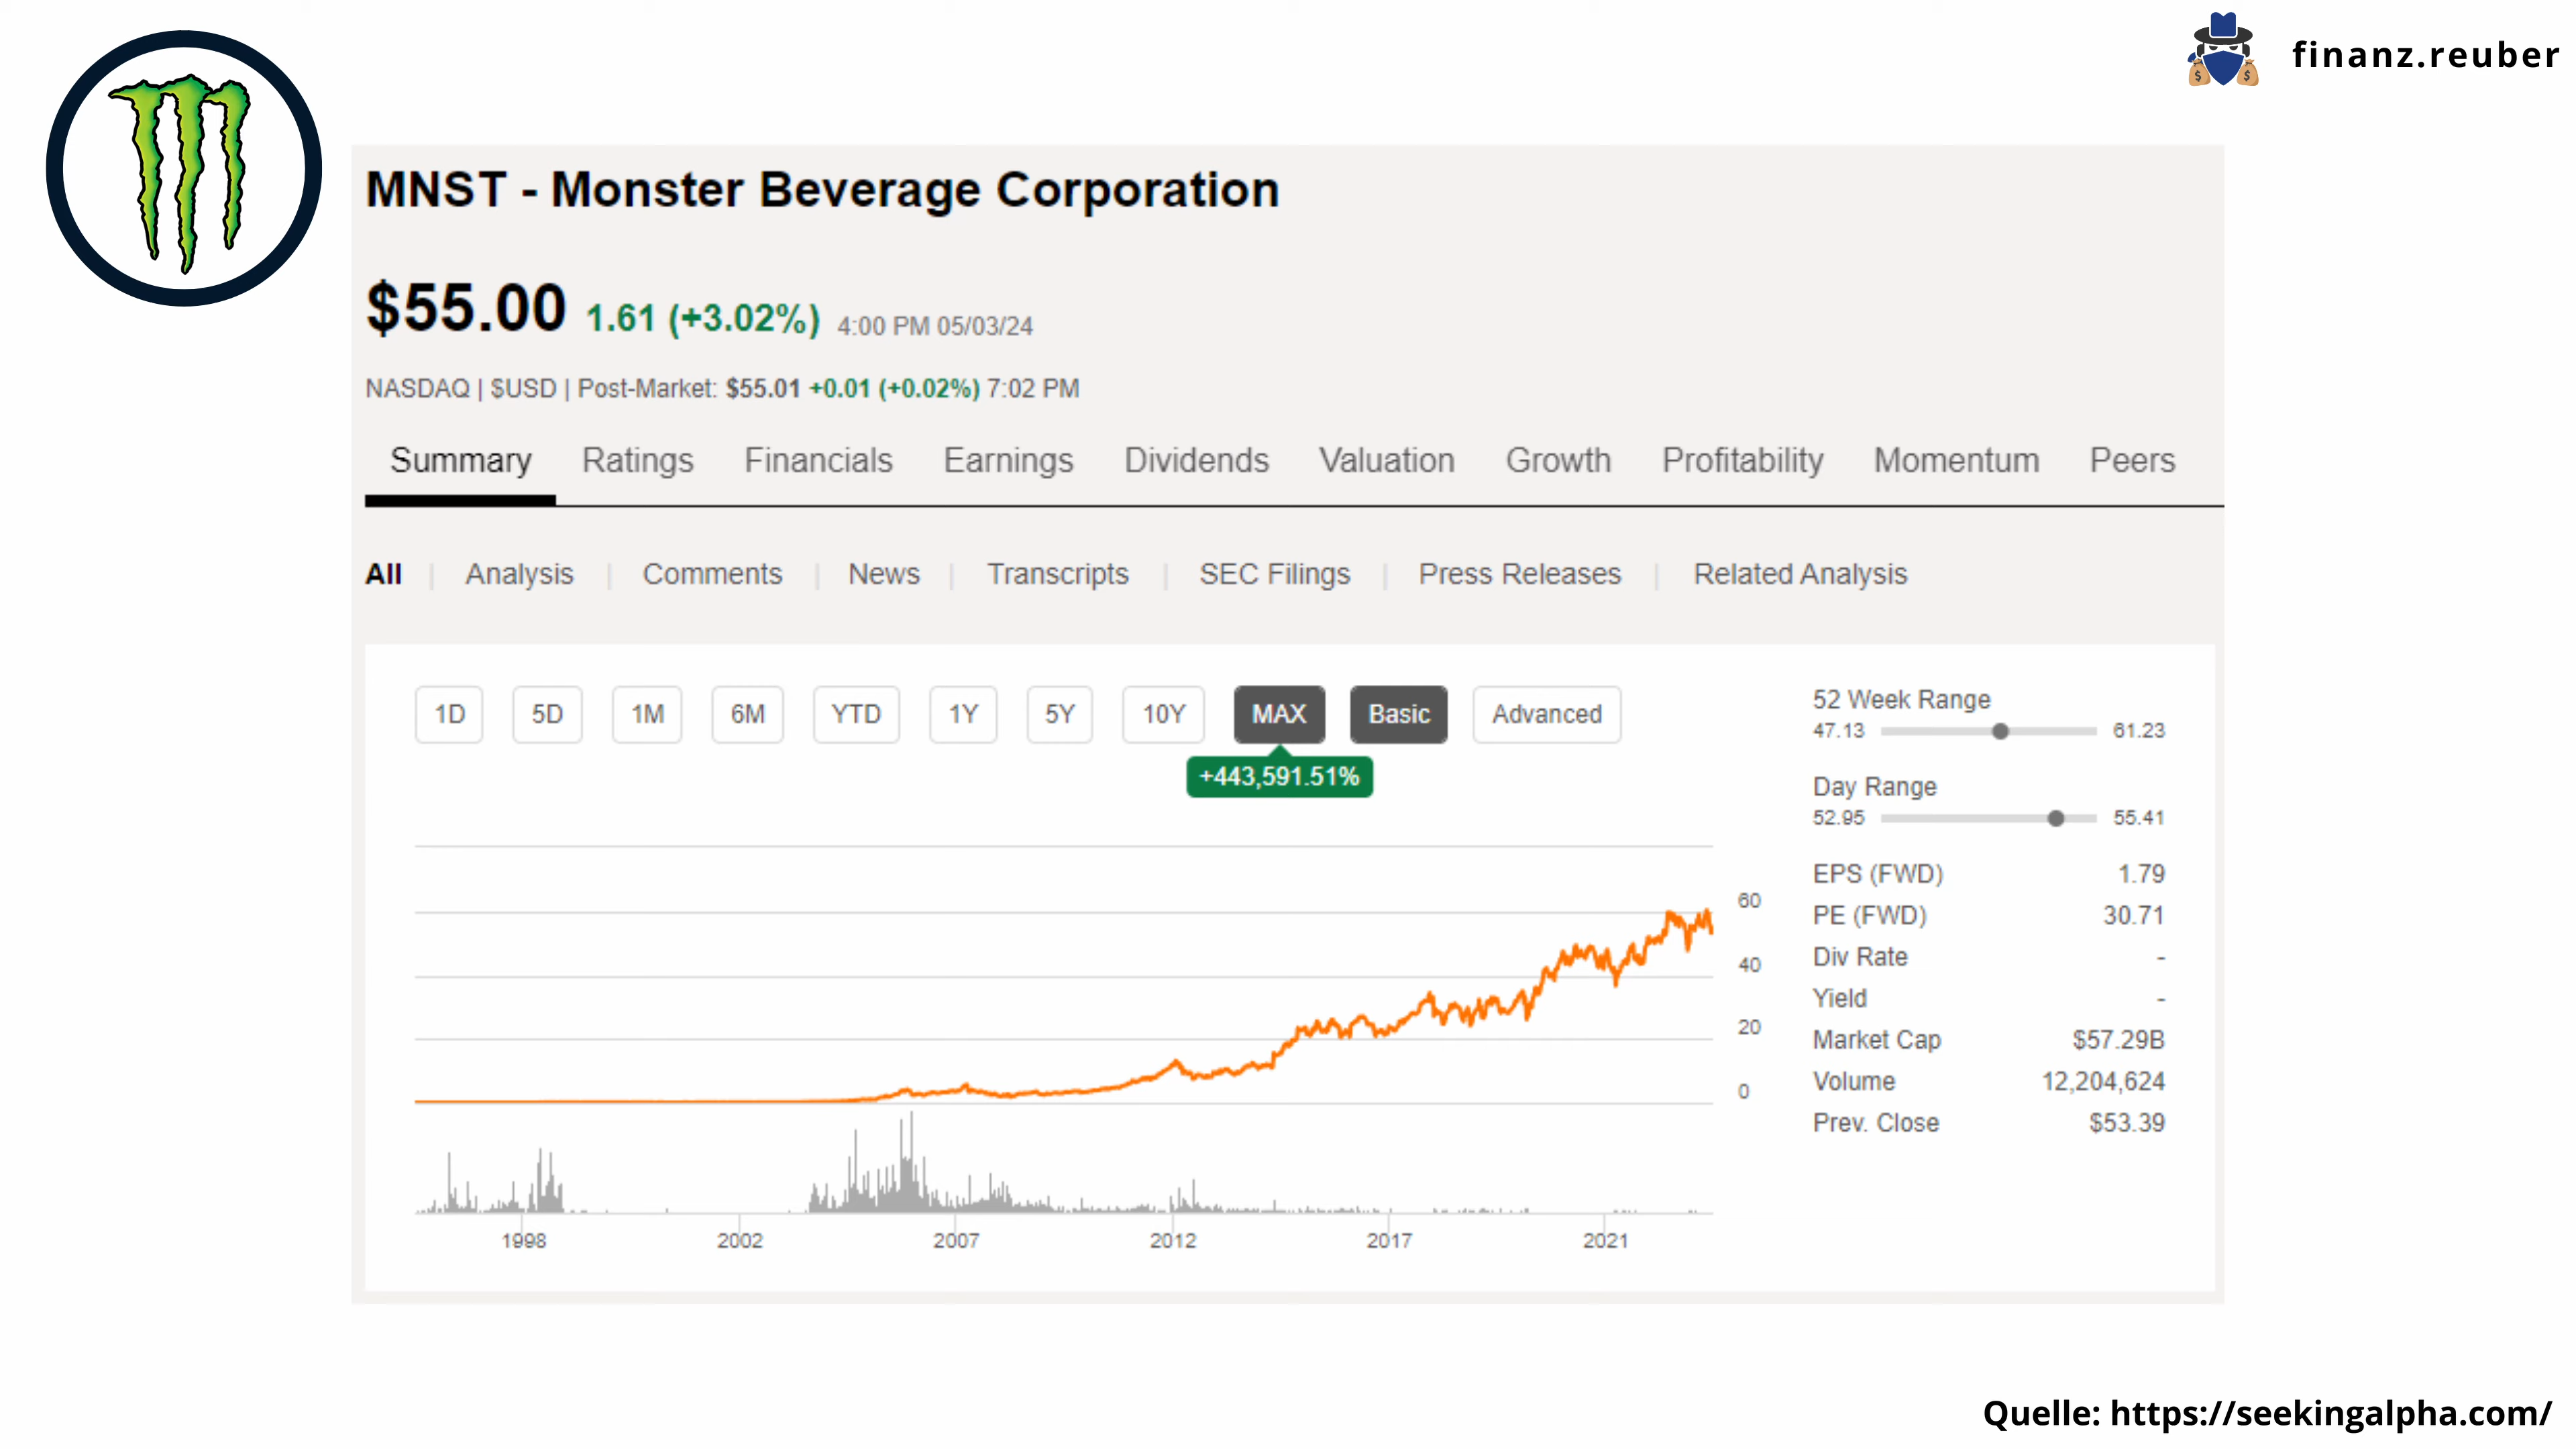 finanz.reuber
MNST - Monster Beverage Corporation
$55.00 1.61 (+3.02%) 4:00 PM 05/03/24
NASDAQ | $USD | Post-Market: $55.01 +0.01 (+0.02%) 7:02 PM
Summary Ratings Financials Earnings Dividends Valuation Growth Profitability Momentum Peers
All | Analysis | Comments | News | Transcripts | SEC Filings | Press Releases | Related Analysis
1D 5D 1M 6M YTD 1Y 5Y 10Y MAX Basic Advanced
+443,591.51%
60
40
20
0
1998 2002 2007 2012 2017 2021
52 Week Range
47.13 61.23
Day Range
52.95 55.41
EPS (FWD) 1.79
PE (FWD) 30.71
Div Rate -
Yield -
Market Cap $57.29B
Volume 12,204,624
Prev. Close $53.39
Quelle: https://seekingalpha.com/